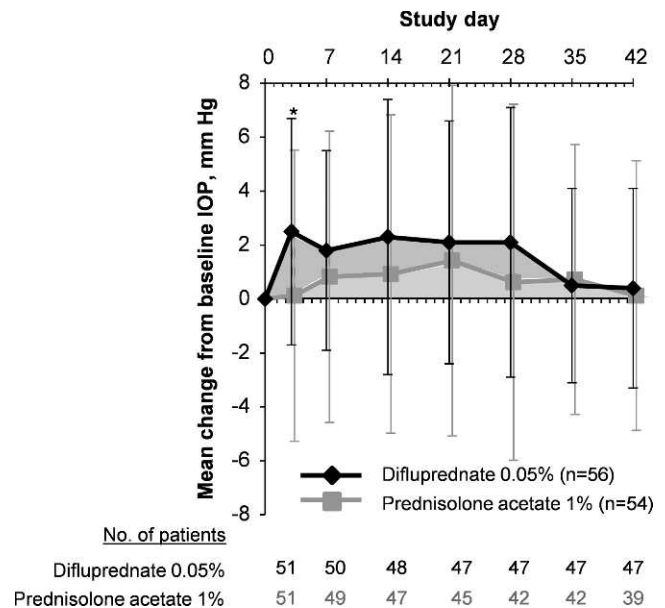 Study day
0 7 14 21 28 35 42
Mean change from baseline IOP, mm Hg
8
*
6
4
2
0
-2
-4
-6
-8
Difluprednate 0.05% (n=56)
Prednisolone acetate 1% (n=54)
No. of patients
Difluprednate 0.05% 51 50 48 47 47 47 47
Prednisolone acetate 1% 51 49 47 45 42 42 39